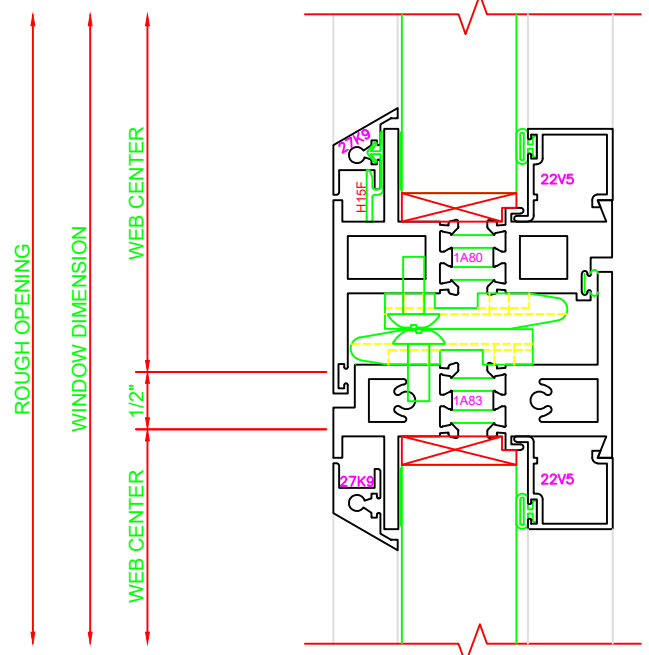 ROUGH OPENING
WINDOW DIMENSION
WEB CENTER
1/2"
WEB CENTER
27K9
H15F
22V5
1A80
1A83
27K9
22V5